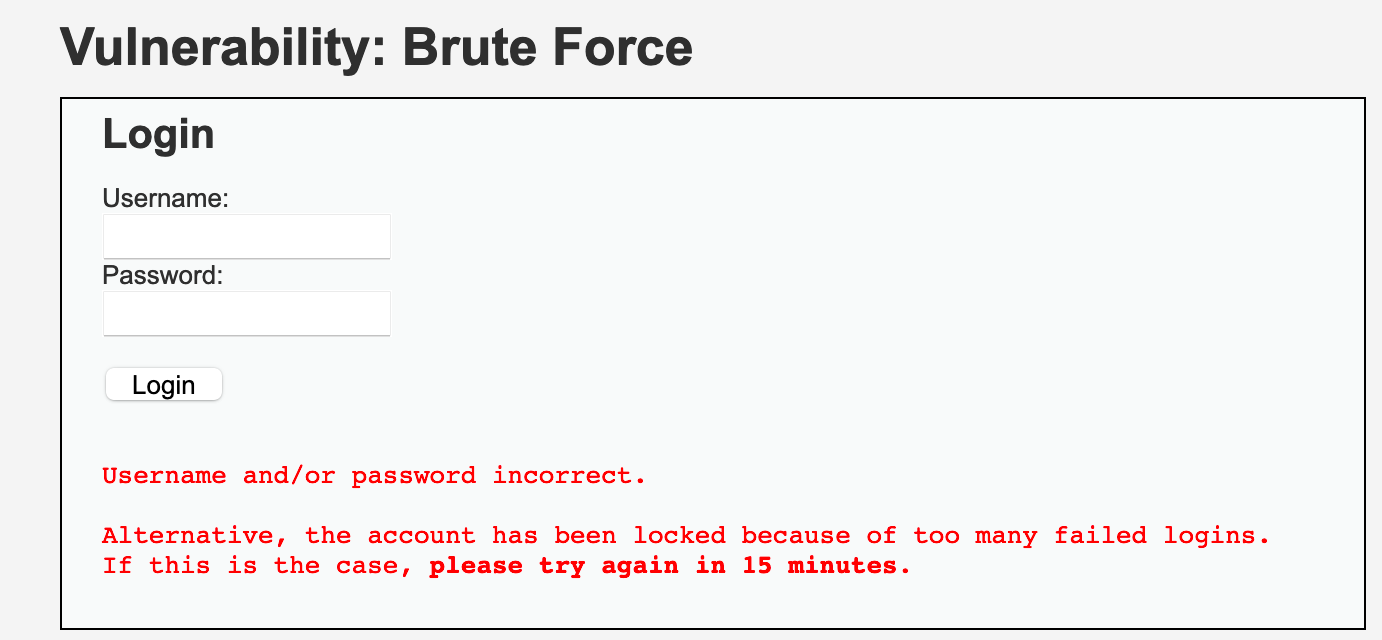 Vulnerability: Brute Force
Login
Username:
Password:
Login
Username and/or password incorrect.
Alternative, the account has been locked because of too many failed logins.
If this is the case, please try again in 15 minutes.